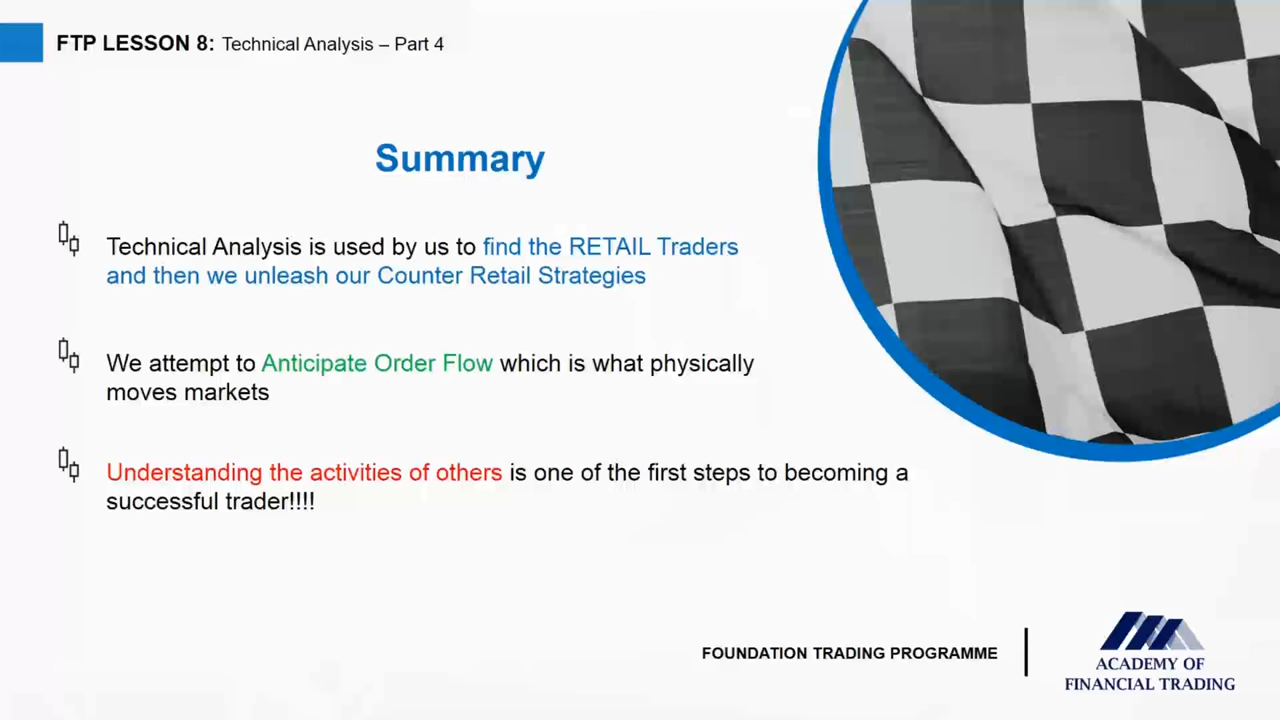 FTP LESSON 8: Technical Analysis – Part 4
Summary
Technical Analysis is used by us to find the RETAIL Traders
and then we unleash our Counter Retail Strategies
We attempt to Anticipate Order Flow which is what physically
moves markets
Understanding the activities of others is one of the first steps to becoming a
successful trader!!!!
FOUNDATION TRADING PROGRAMME
ACADEMY OF
FINANCIAL TRADING